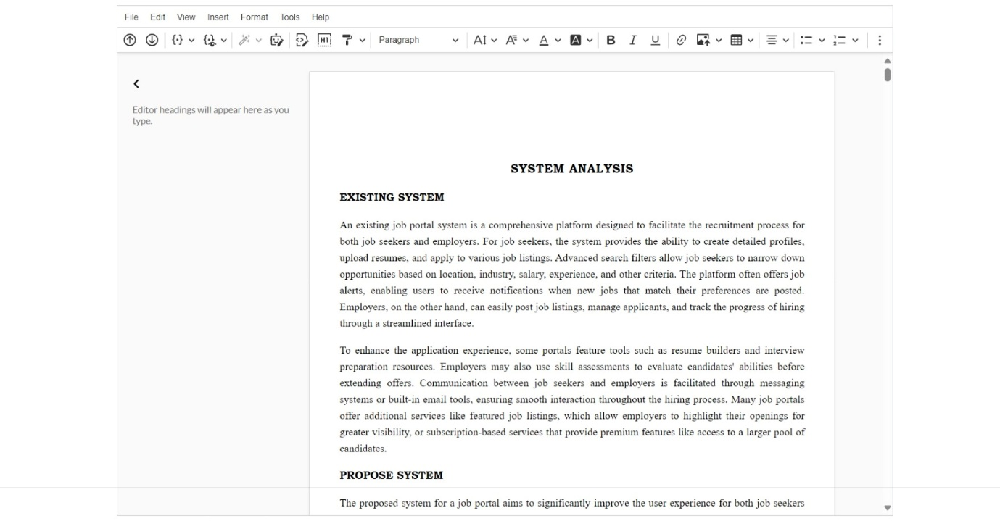 File Edit View Insert Format Tools Help
H1 Paragraph A A A A B I U
Editor headings will appear here as you
type.
SYSTEM ANALYSIS
EXISTING SYSTEM
An existing job portal system is a comprehensive platform designed to facilitate the recruitment process for
both job seekers and employers. For job seekers, the system provides the ability to create detailed profiles,
upload resumes, and apply to various job listings. Advanced search filters allow job seekers to narrow down
opportunities based on location, industry, salary, experience, and other criteria. The platform often offers job
alerts, enabling users to receive notifications when new jobs that match their preferences are posted.
Employers, on the other hand, can easily post job listings, manage applicants, and track the progress of hiring
through a streamlined interface.
To enhance the application experience, some portals feature tools such as resume builders and interview
preparation resources. Employers may also use skill assessments to evaluate candidates' abilities before
extending offers. Communication between job seekers and employers is facilitated through messaging
systems or built-in email tools, ensuring smooth interaction throughout the hiring process. Many job portals
offer additional services like featured job listings, which allow employers to highlight their openings for
greater visibility, or subscription-based services that provide premium features like access to a larger pool of
candidates.
PROPOSE SYSTEM
The proposed system for a job portal aims to significantly improve the user experience for both job seekers